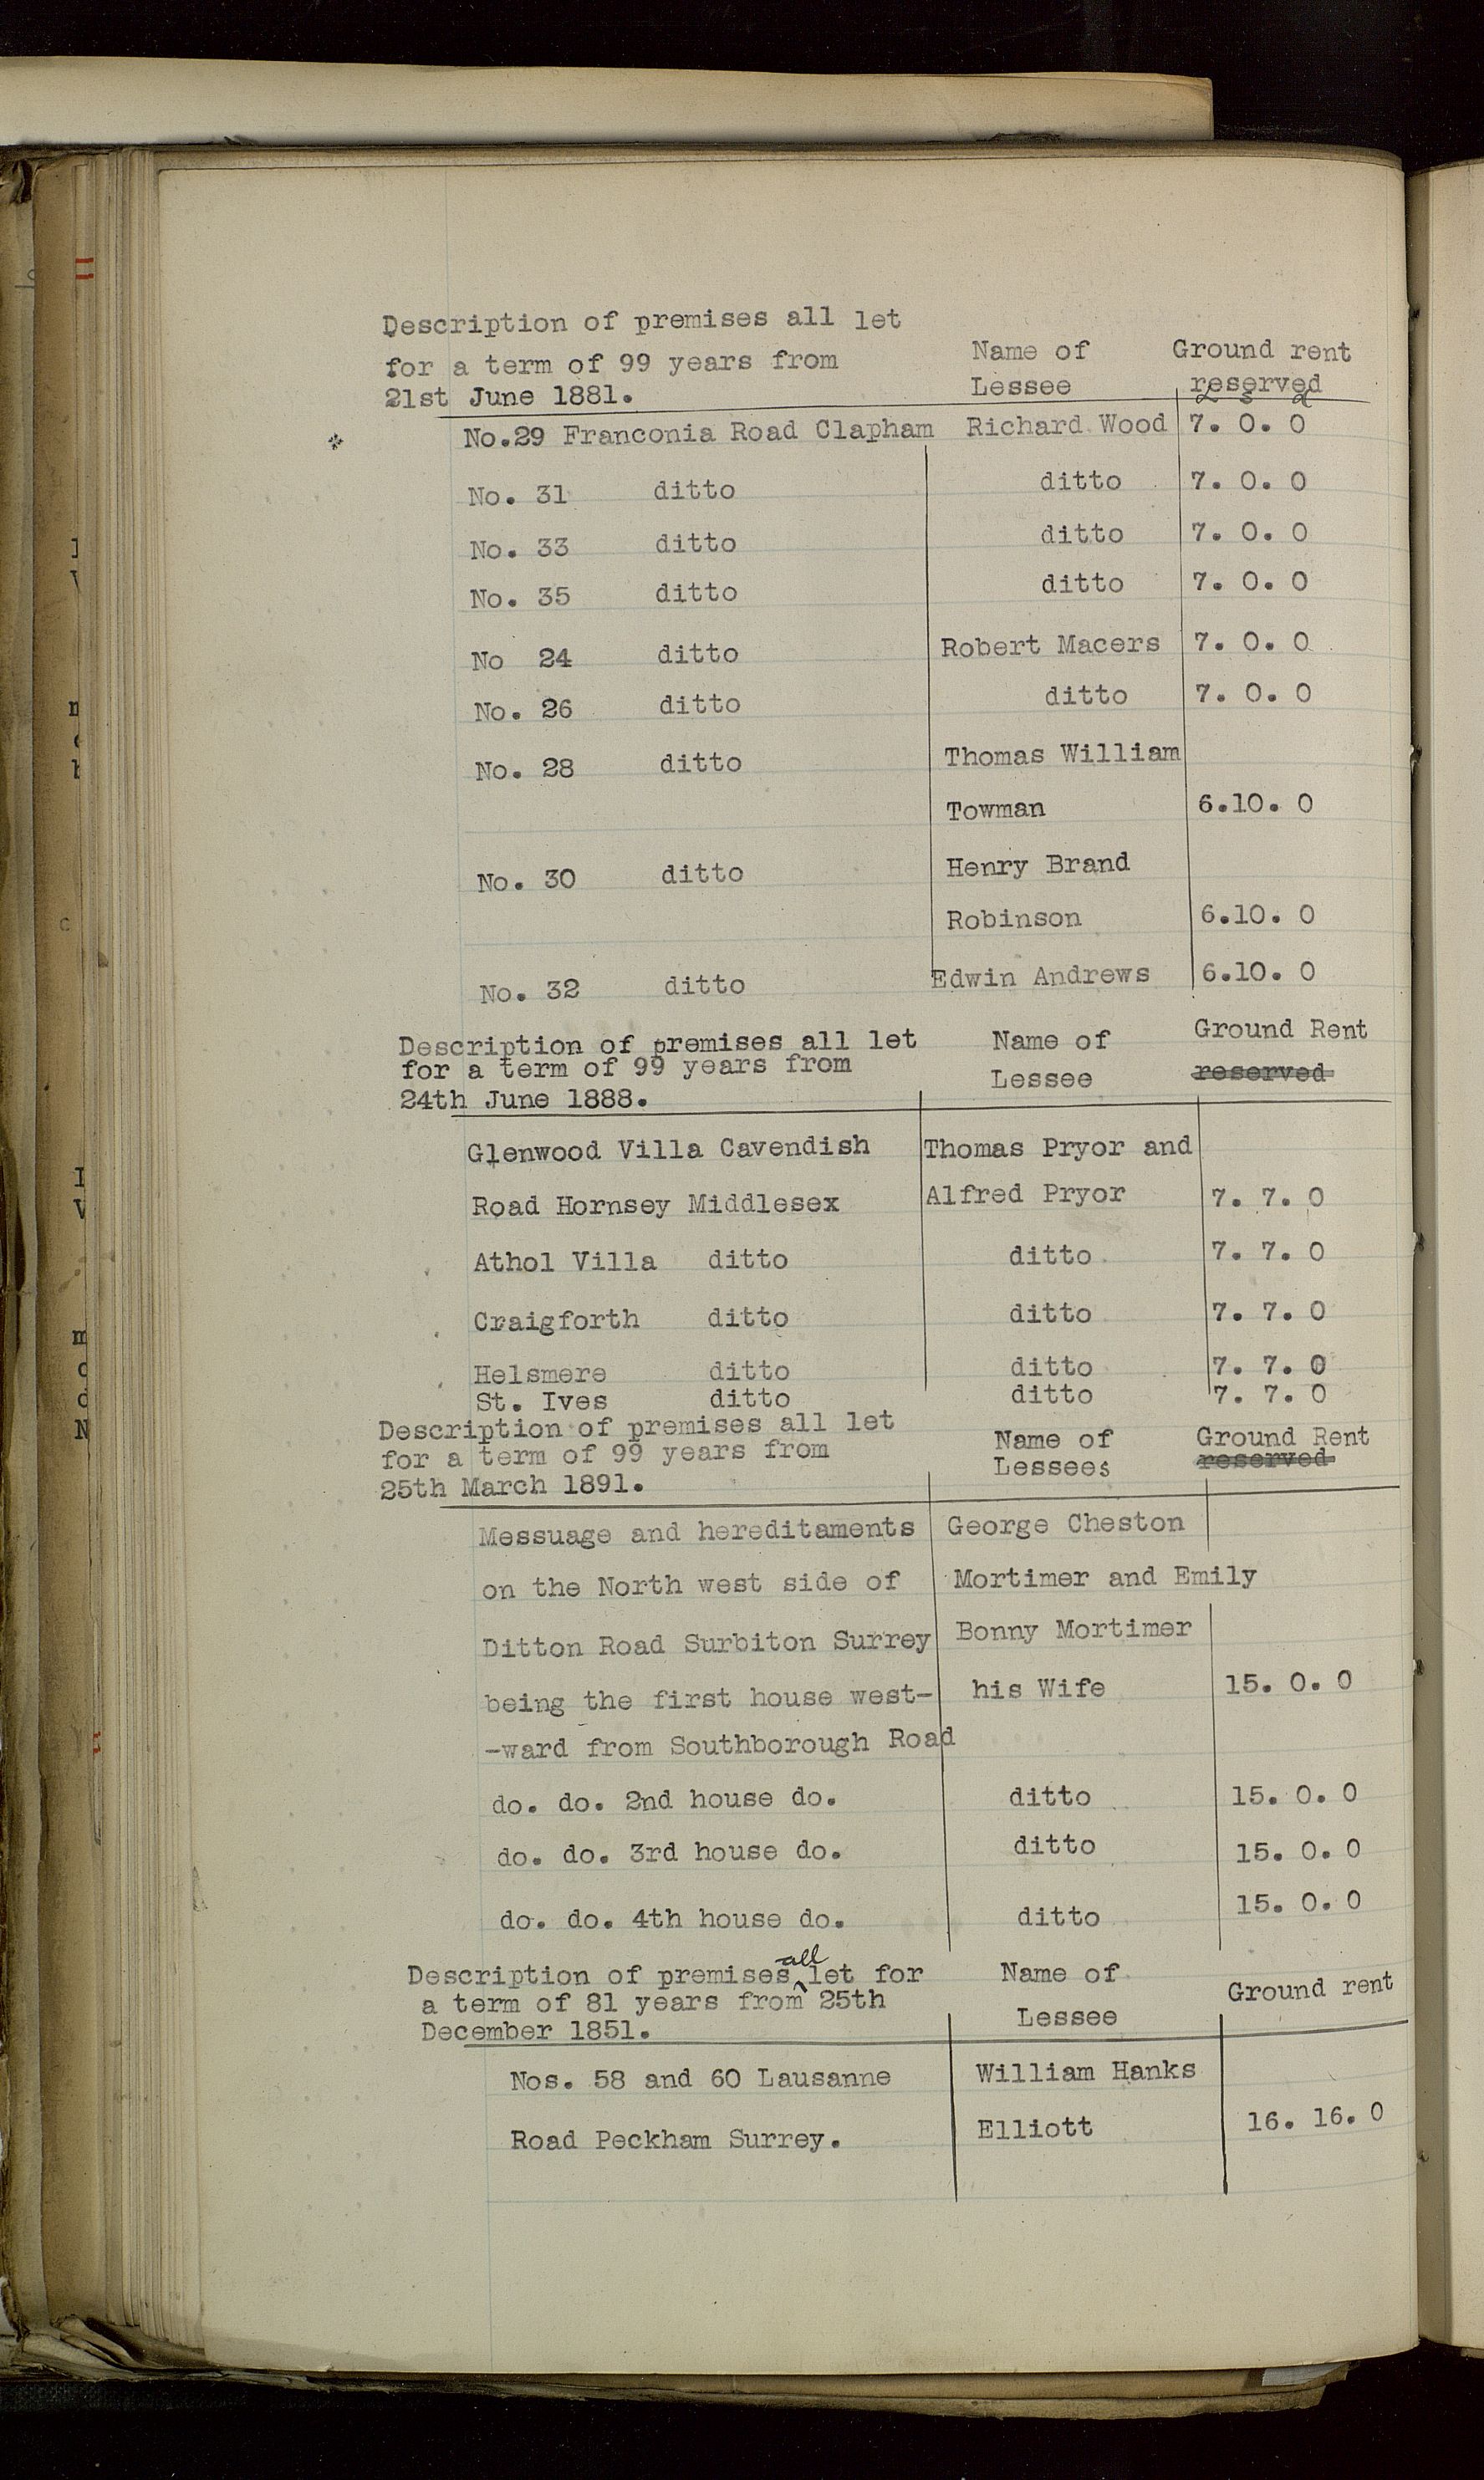 Description of premises all let
for a term of 99 years from Name of Ground rent
21st June 1881. Lessee reserved
£ s d
No.29 Franconia Road Clapham Richard Wood 7. 0. 0
No. 31 ditto ditto 7. 0. 0
No. 33 ditto ditto 7. 0. 0
No. 35 ditto ditto 7. 0. 0
No 24 ditto Robert Macers 7. 0. 0
No. 26 ditto ditto 7. 0. 0
No. 28 ditto Thomas William
Towman 6.10. 0
No. 30 ditto Henry Brand
Robinson 6.10. 0
No. 32 ditto Edwin Andrews 6.10. 0
Description of premises all let Name of Ground Rent
for a term of 99 years from Lessee reserved
24th June 1888.
Glenwood Villa Cavendish Thomas Pryor and
Road Hornsey Middlesex Alfred Pryor 7. 7. 0
Athol Villa ditto ditto 7. 7. 0
Craigforth ditto ditto 7. 7. 0
Helsmere ditto ditto 7. 7. 0
St. Ives ditto ditto 7. 7. 0
Description of premises all let
for a term of 99 years from Name of Ground Rent
25th March 1891. Lessees reserved
Messuage and hereditaments George Cheston
on the North west side of Mortimer and Emily
Ditton Road Surbiton Surrey Bonny Mortimer
being the first house west- his Wife 15. 0. 0
-ward from Southborough Road
do. do. 2nd house do. ditto 15. 0. 0
do. do. 3rd house do. ditto 15. 0. 0
do. do. 4th house do. ditto 15. 0. 0
Description of premises all let for Name of Ground rent
a term of 81 years from 25th Lessee
December 1851.
Nos. 58 and 60 Lausanne William Hanks
Road Peckham Surrey. Elliott 16. 16. 0